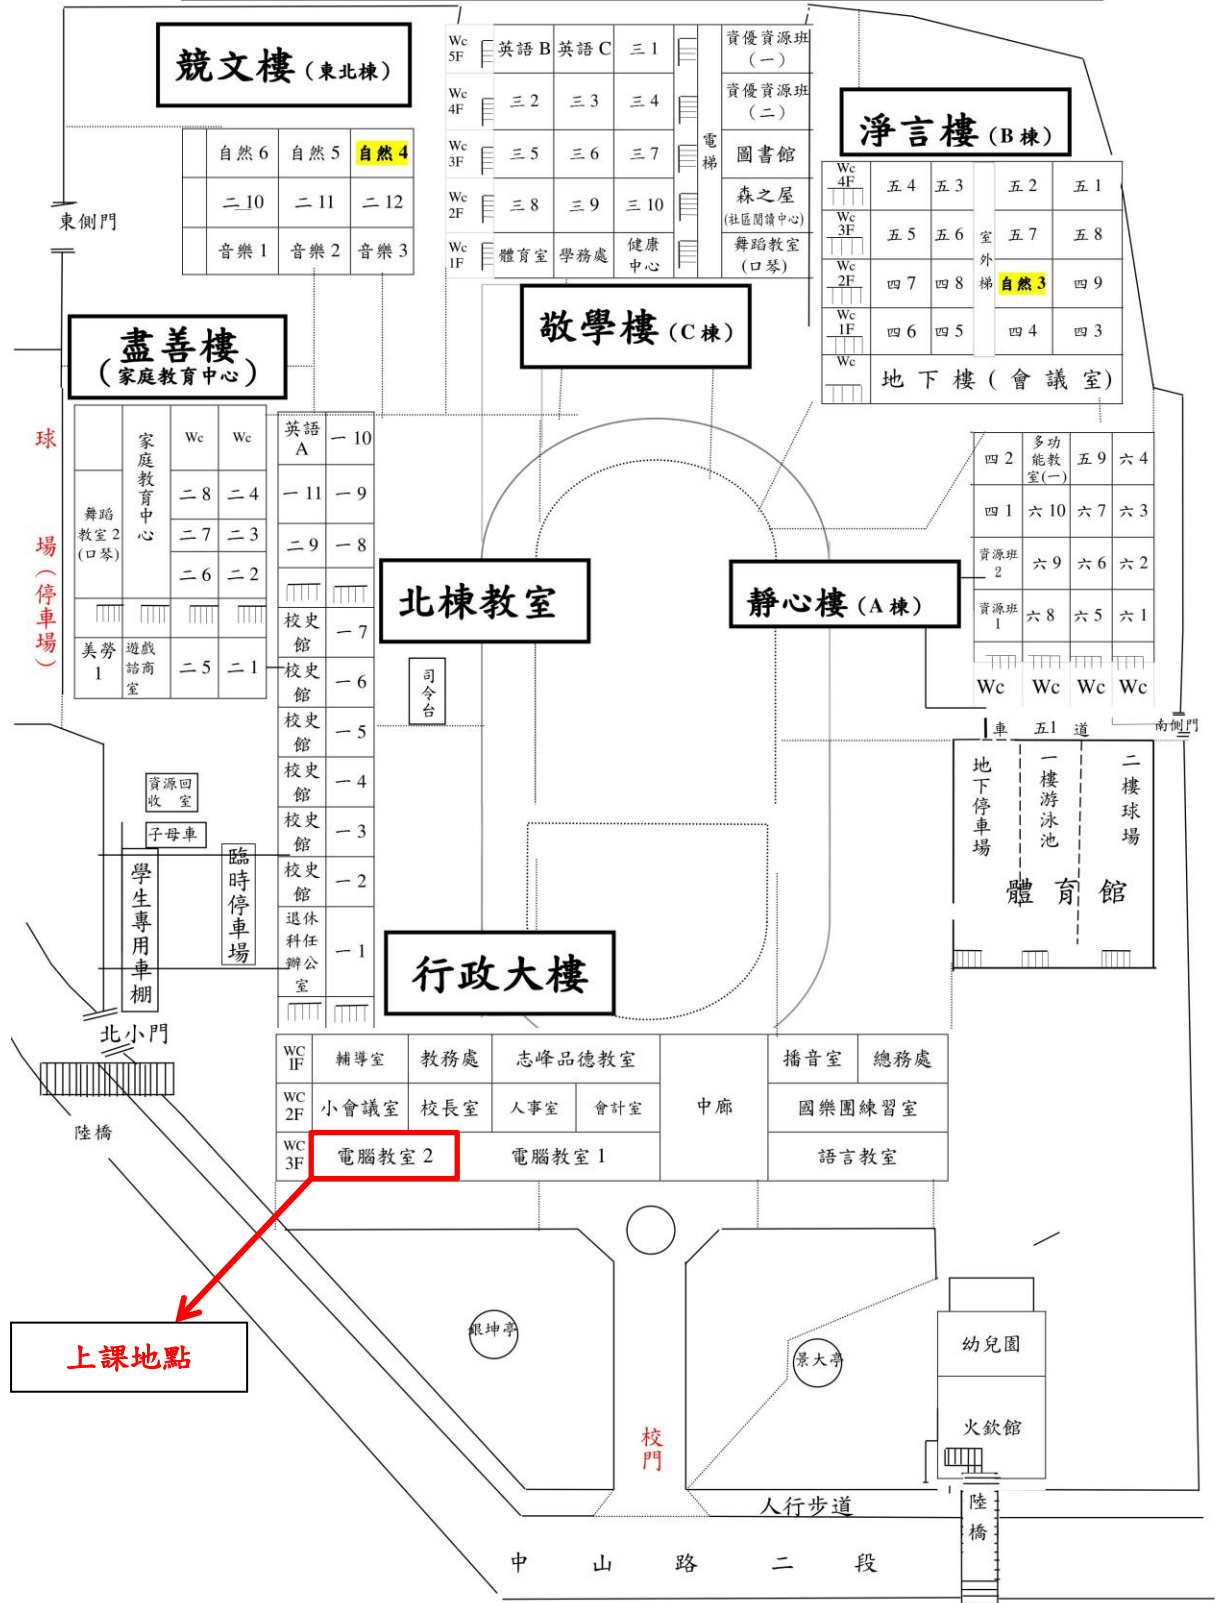 競文樓(東北棟)
自然6 自然5 自然4
二10 二11 二12
音樂1 音樂2 音樂3
東側門
Wc 5F 英語B 英語C 三1 資優資源班(一)
Wc 4F 三2 三3 三4 資優資源班(二)
Wc 3F 三5 三6 三7 圖書館
Wc 2F 三8 三9 三10 森之屋(社區閱讀中心)
Wc 1F 體育室 學務處 健康中心 舞蹈教室(口琴)
電梯
敬學樓(C棟)
淨言樓(B棟)
Wc 4F 五4 五3 五2 五1
Wc 3F 五5 五6 五7 五8
Wc 2F 四7 四8 自然3 四9
Wc 1F 四6 四5 四4 四3
室外梯
Wc 地下樓(會議室)
盡善樓
(家庭教育中心)
球場(停車場)
家庭教育中心 Wc Wc
舞蹈教室2(口琴)
二8 二4
二7 二3
二6 二2
美勞1 遊戲諮商室 二5 二1
英語A 一10
一11 一9
二9 一8
校史館 一7
校史館 一6
校史館 一5
校史館 一4
校史館 一3
校史館 一2
退休科任辦公室 一1
北棟教室
司令台
靜心樓(A棟)
四2 多功能教室(一) 五9 六4
四1 六10 六7 六3
資源班2 六9 六6 六2
資源班1 六8 六5 六1
Wc Wc Wc Wc
車 五1 道
南側門
地下停車場
一樓游泳池
二樓球場
體育館
資源回收室
子母車
學生專用車棚
臨時停車場
北小門
陸橋
行政大樓
WC 1F 輔導室 教務處 志峰品德教室 播音室 總務處
WC 2F 小會議室 校長室 人事室 會計室 中廊 國樂團練習室
WC 3F 電腦教室2 電腦教室1 語言教室
上課地點
銀坤亭
景大亭
校門
幼兒園
火欽館
人行步道
陸橋
中山路二段